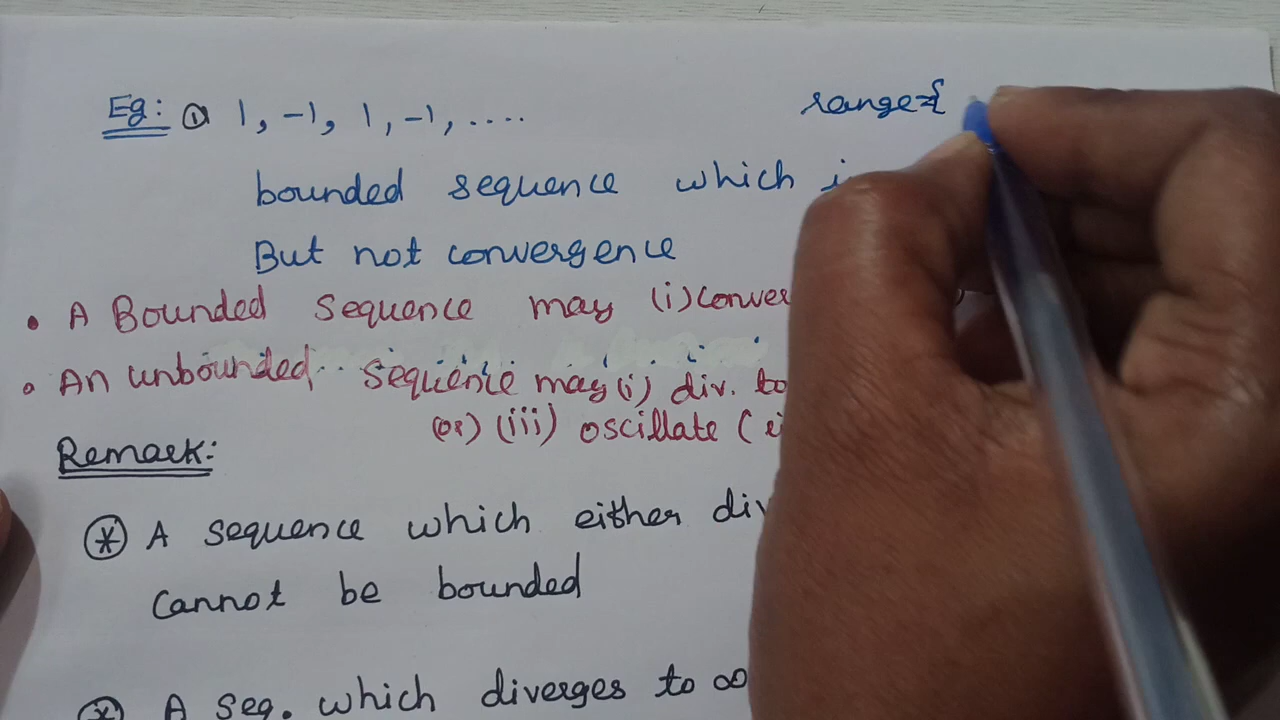 Eg: ① 1, -1, 1, -1, .... range={
bounded sequence which i
But not convergence
• A Bounded sequence may (i) conver
• An unbounded sequence may (i) div. to
(or) (iii) oscillate (
Remark:
* A sequence which either div
cannot be bounded
* A seq. which diverges to ∞